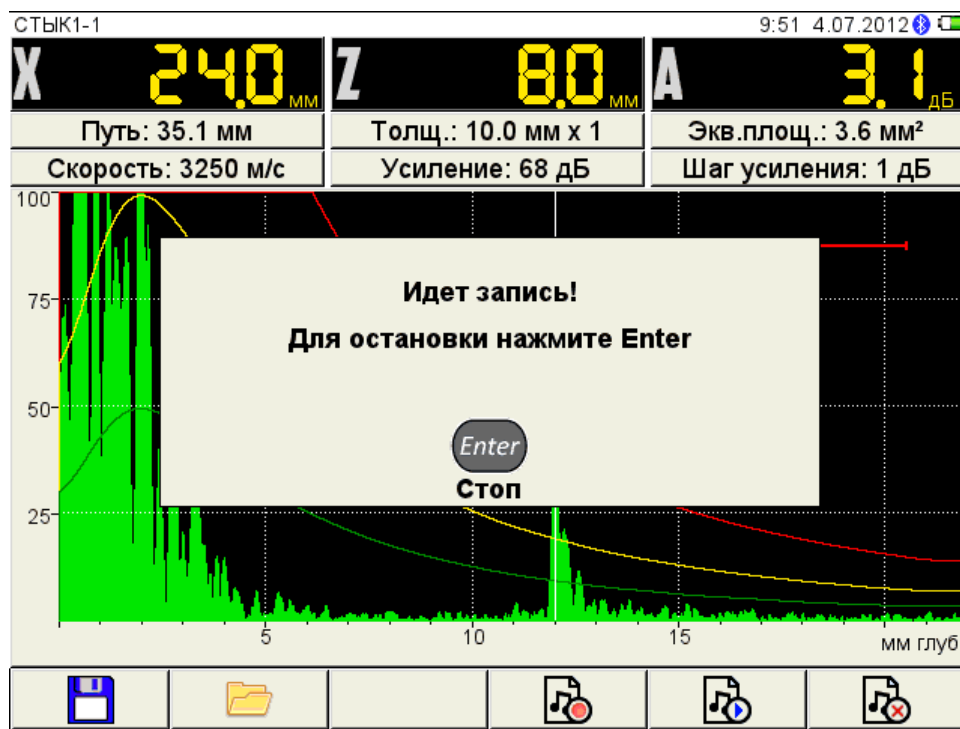 СТЫК1-1 9:51 4.07.2012
X 24.0 мм Z 8.0 мм A 3.1 дБ
Путь: 35.1 мм Толщ.: 10.0 мм x 1 Экв.площ.: 3.6 мм²
Скорость: 3250 м/с Усиление: 68 дБ Шаг усиления: 1 дБ
100
Идет запись!
75
Для остановки нажмите Enter
50
Enter
Стоп
25
5 10 15 мм глуб